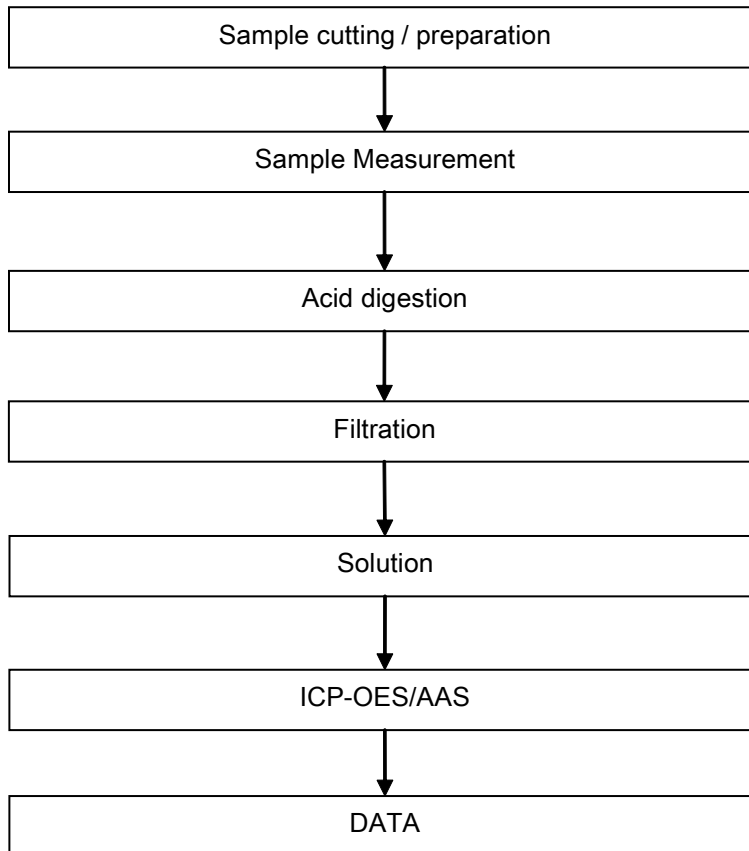 Sample cutting / preparation
Sample Measurement
Acid digestion
Filtration
Solution
ICP-OES/AAS
DATA